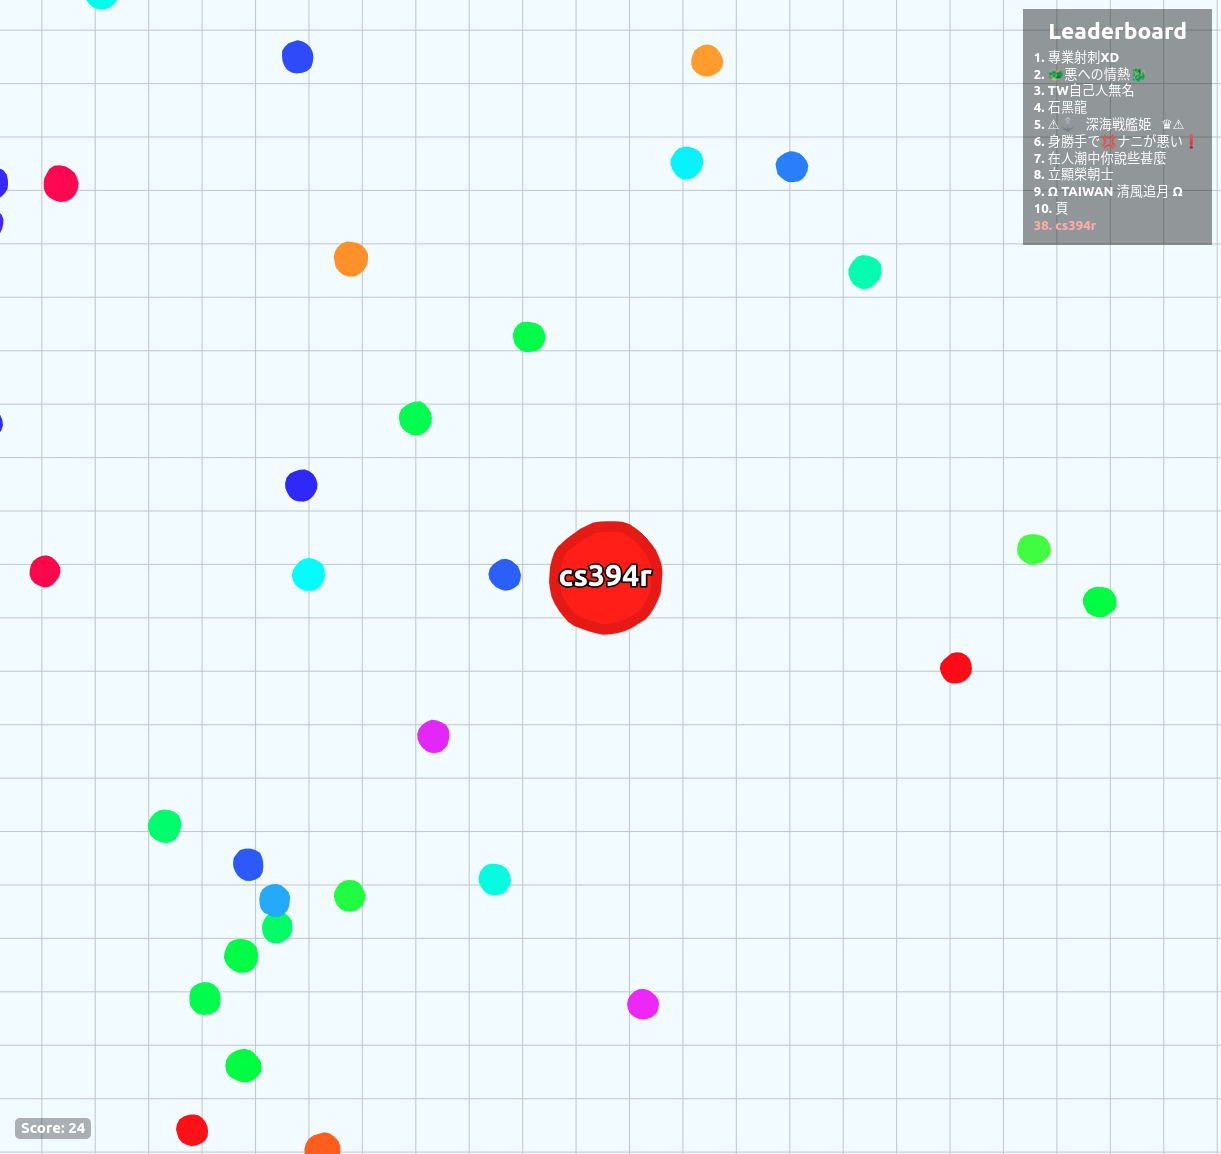 Leaderboard
1. 專業射刺XD
2. 🐲悪への情熱🐉
3. TW自己人無名
4. 石黑龍
5. ⚠⚓ 深海戦艦姫 ♛⚠
6. 身勝手で💢ナニが悪い❗
7. 在人潮中你說些甚麼
8. 立顯榮朝士
9. Ω TAIWAN 清風追月 Ω
10. 頁
38. cs394r
cs394r
Score: 24